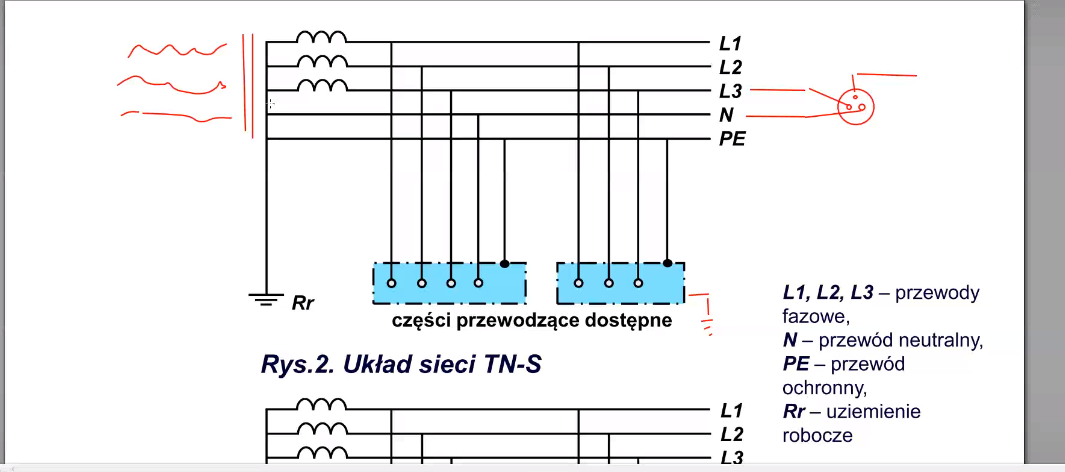 L1
L2
L3
N
PE
Rr
części przewodzące dostępne
Rys.2. Układ sieci TN-S
L1, L2, L3 – przewody
fazowe,
N – przewód neutralny,
PE – przewód
ochronny,
Rr – uziemienie
robocze
L1
L2
L3